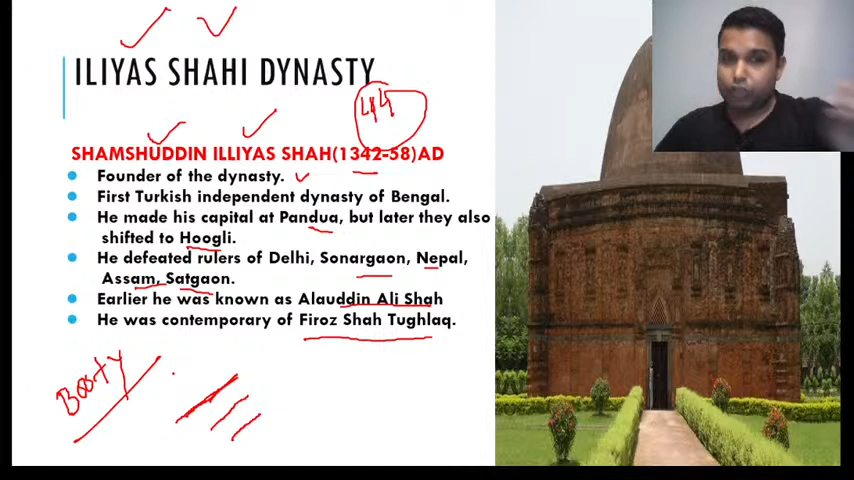 ILIYAS SHAHI DYNASTY
44
SHAMSHUDDIN ILLIYAS SHAH(1342-58)AD
Founder of the dynasty.
First Turkish independent dynasty of Bengal.
He made his capital at Pandua, but later they also
shifted to Hoogli.
He defeated rulers of Delhi, Sonargaon, Nepal,
Assam, Satgaon.
Earlier he was known as Alauddin Ali Shah
He was contemporary of Firoz Shah Tughlaq.
Booty